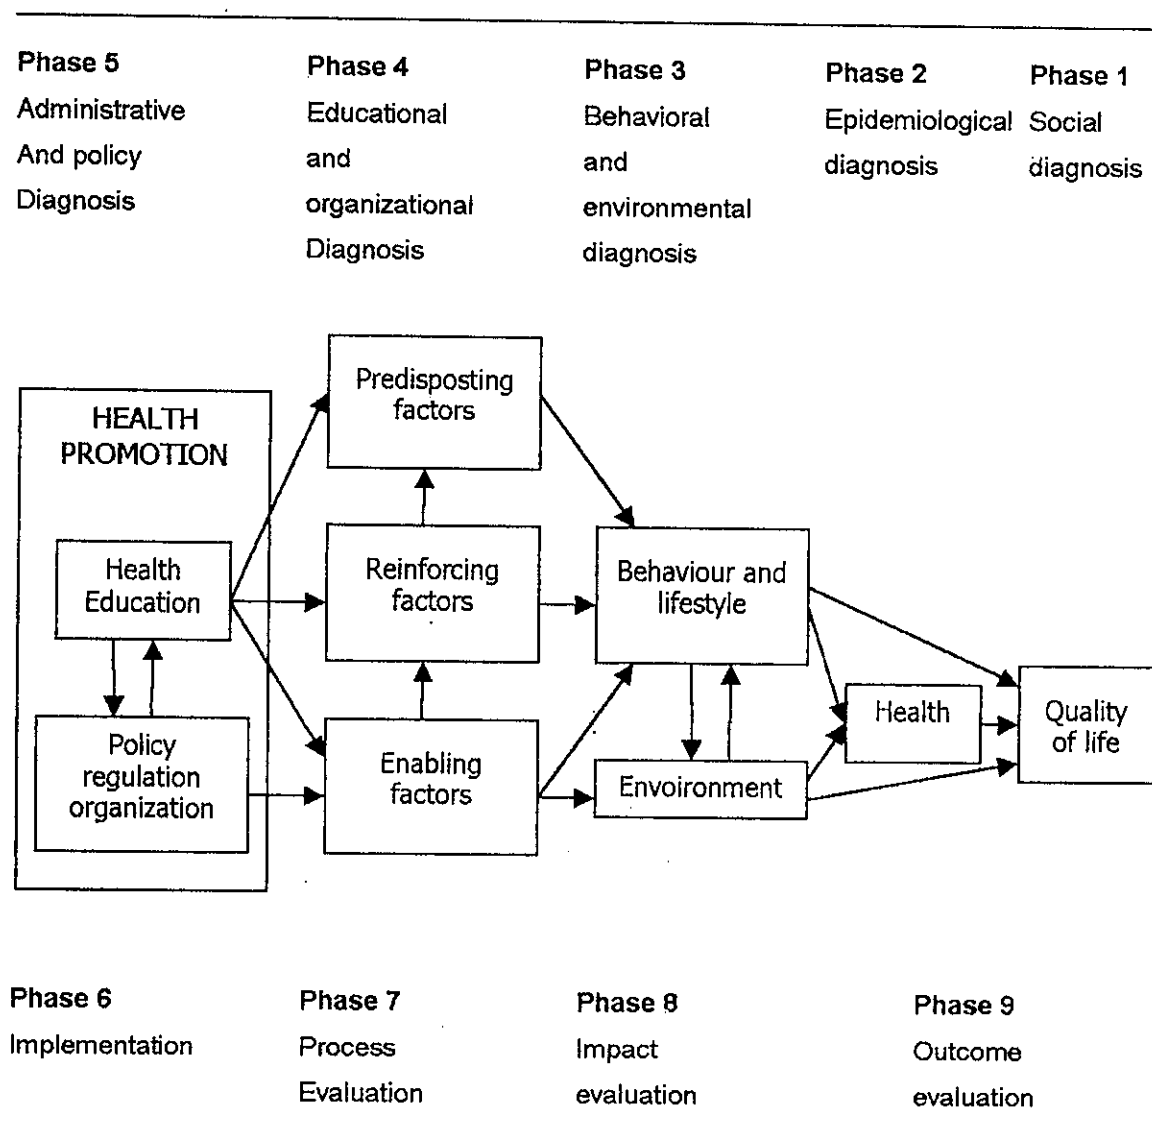 Phase 5
Administrative
And policy
Diagnosis
Phase 4
Educational
and
organizational
Diagnosis
Phase 3
Behavioral
and
environmental
diagnosis
Phase 2
Epidemiological
diagnosis
Phase 1
Social
diagnosis
HEALTH
PROMOTION
Health
Education
Policy
regulation
organization
Predisposting
factors
Reinforcing
factors
Enabling
factors
Behaviour and
lifestyle
Envoironment
Health
Quality
of life
Phase 6
Implementation
Phase 7
Process
Evaluation
Phase 8
Impact
evaluation
Phase 9
Outcome
evaluation